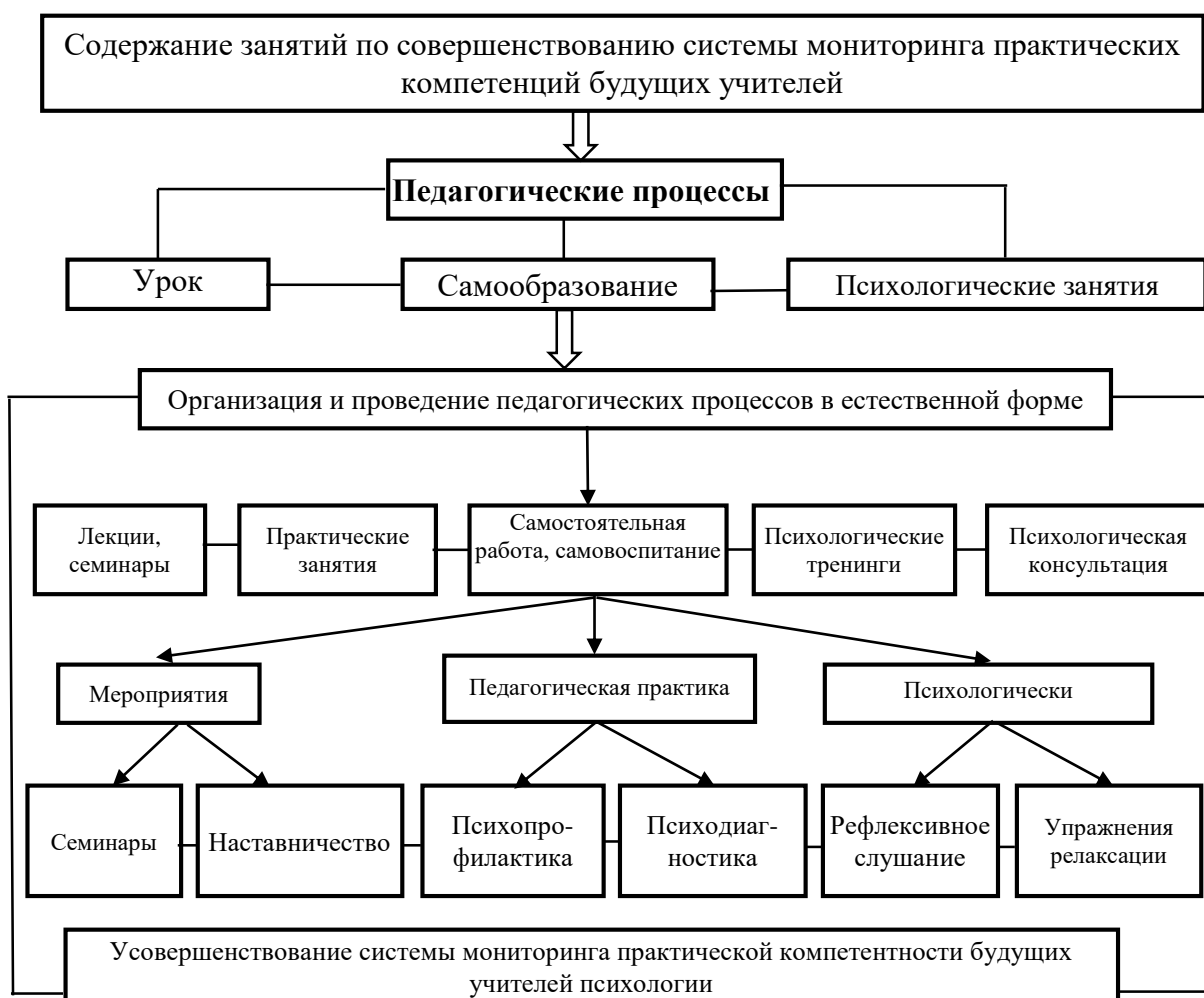 Содержание занятий по совершенствованию системы мониторинга практических
компетенций будущих учителей
Педагогические процессы
Урок
Самообразование
Психологические занятия
Организация и проведение педагогических процессов в естественной форме
Лекции,
семинары
Практические
занятия
Самостоятельная
работа, самовоспитание
Психологические
тренинги
Психологическая
консультация
Мероприятия
Педагогическая практика
Психологически
Семинары
Наставничество
Психопро-
филактика
Психодиаг-
ностика
Рефлексивное
слушание
Упражнения
релаксации
Усовершенствование системы мониторинга практической компетентности будущих
учителей психологии